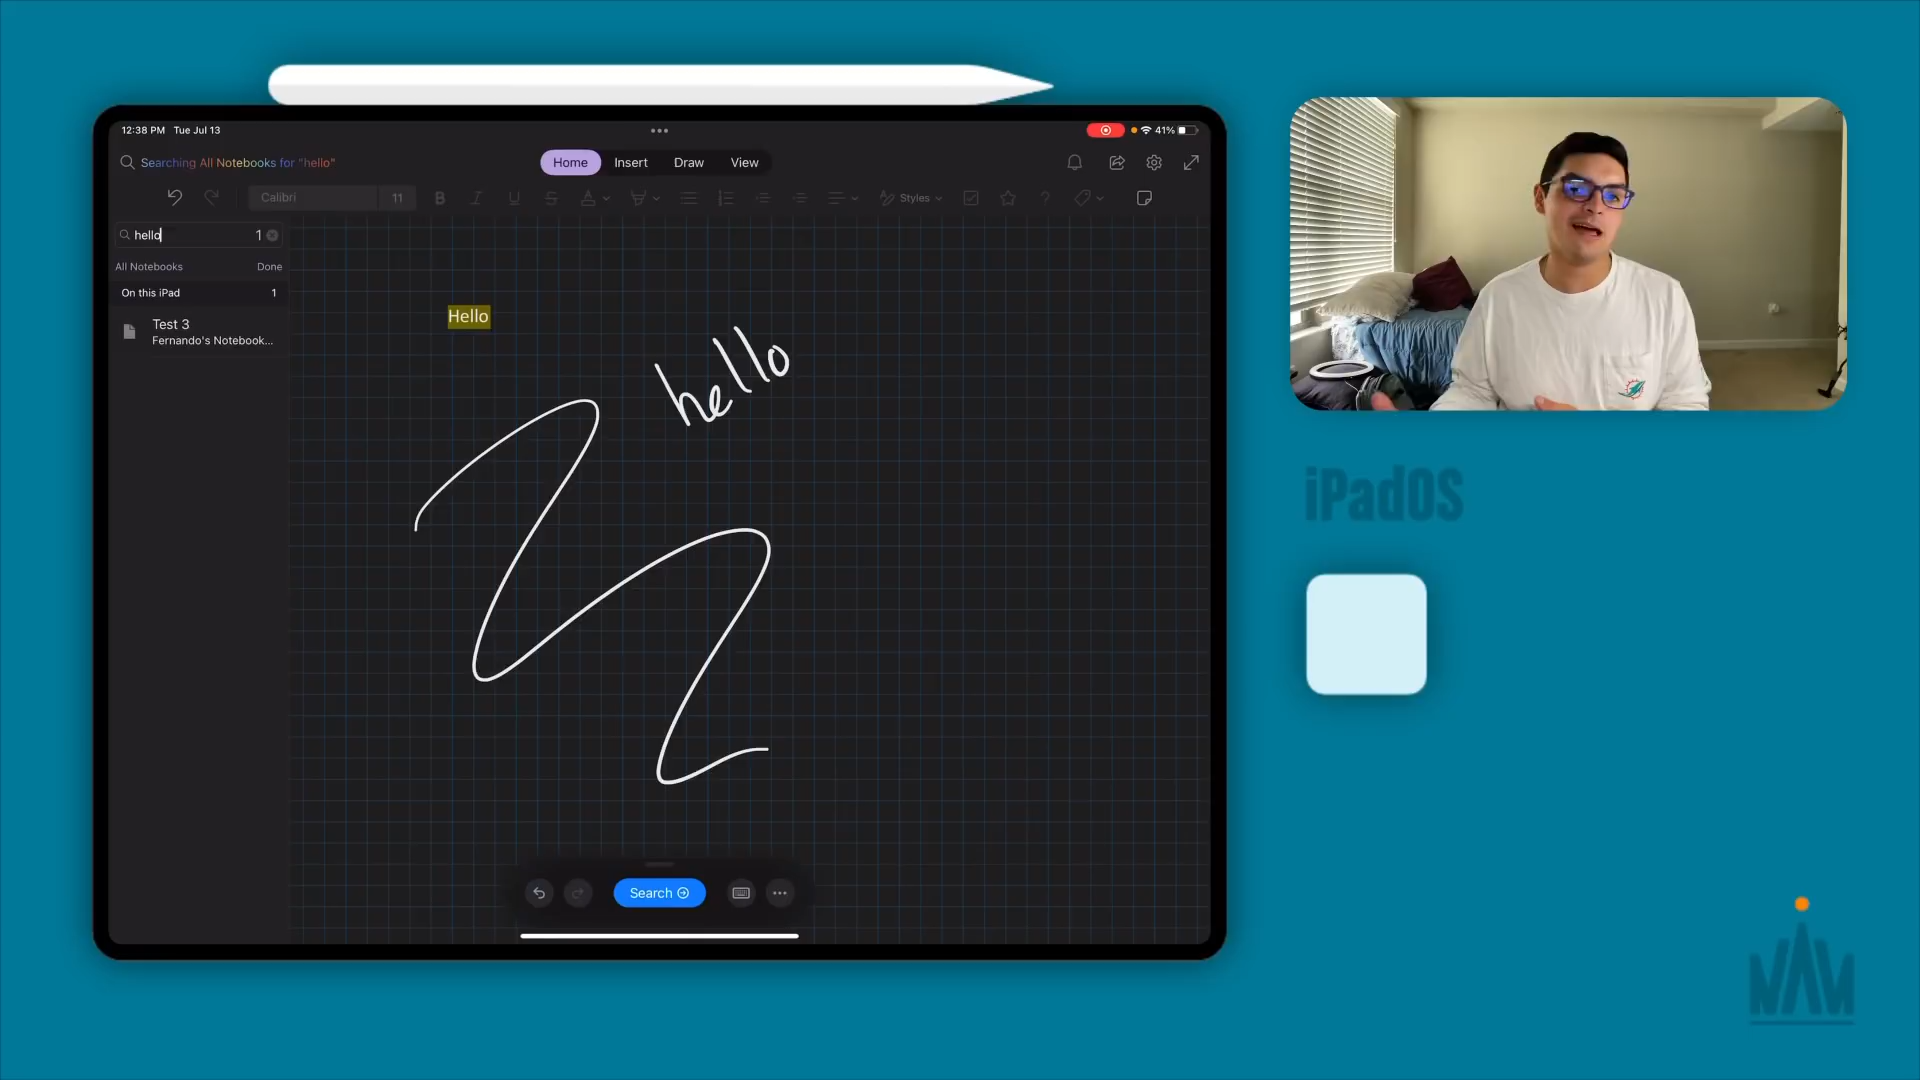 12:38 PM Tue Jul 13
41%
Searching All Notebooks for "hello"
Home Insert Draw View
Calibri 11 B I U S A Styles ?
hello 1
All Notebooks Done
On this iPad 1
Test 3
Fernando's Notebook...
Hello
hello
Search
iPadOS